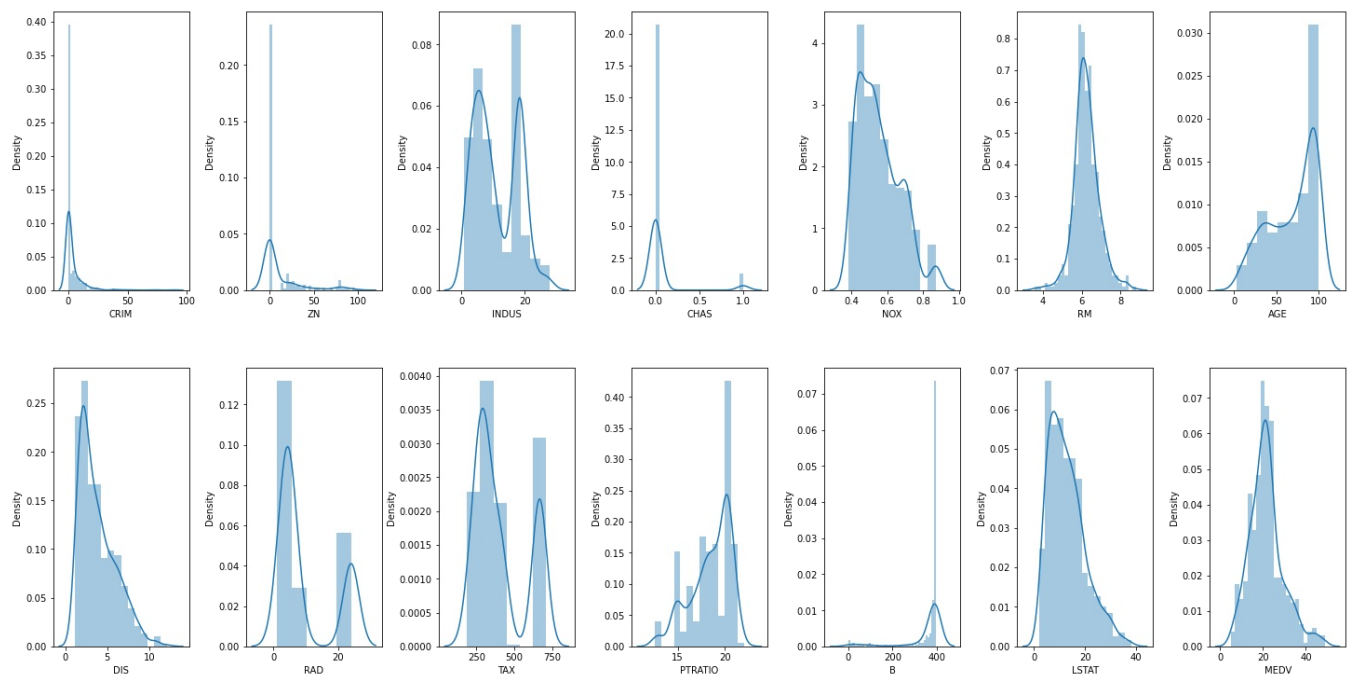 0.40
0.35
0.30
0.25
0.20
0.15
0.10
0.05
0.00
Density
0 50 100
CRIM
0.20
0.15
0.10
0.05
0.00
Density
0 50 100
ZN
0.08
0.06
0.04
0.02
0.00
Density
0 20
INDUS
20.0
17.5
15.0
12.5
10.0
7.5
5.0
2.5
0.0
Density
0.0 0.5 1.0
CHAS
4
3
2
1
0
Density
0.4 0.6 0.8 1.0
NOX
0.8
0.7
0.6
0.5
0.4
0.3
0.2
0.1
0.0
Density
4 6 8
RM
0.030
0.025
0.020
0.015
0.010
0.005
0.000
Density
0 50 100
AGE
0.25
0.20
0.15
0.10
0.05
0.00
Density
0 5 10
DIS
0.12
0.10
0.08
0.06
0.04
0.02
0.00
Density
0 20
RAD
0.0040
0.0035
0.0030
0.0025
0.0020
0.0015
0.0010
0.0005
0.0000
Density
250 500 750
TAX
0.40
0.35
0.30
0.25
0.20
0.15
0.10
0.05
0.00
Density
15 20
PTRATIO
0.07
0.06
0.05
0.04
0.03
0.02
0.01
0.00
Density
0 200 400
B
0.07
0.06
0.05
0.04
0.03
0.02
0.01
0.00
Density
0 20 40
LSTAT
0.07
0.06
0.05
0.04
0.03
0.02
0.01
0.00
Density
0 20 40
MEDV